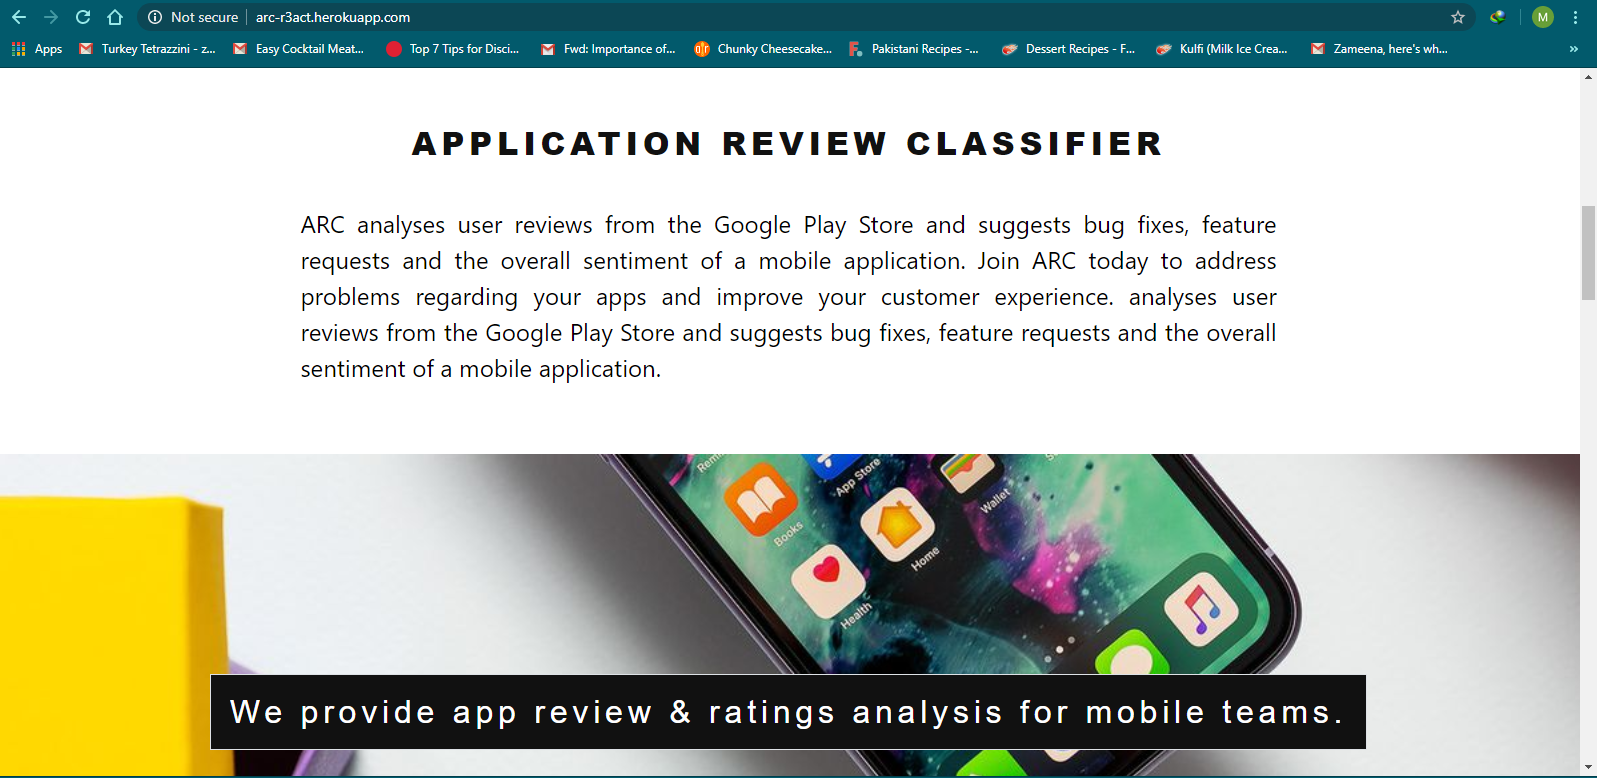 Not secure
arc-r3act.herokuapp.com
M
Apps
Turkey Tetrazzini - z...
Easy Cocktail Meat...
Top 7 Tips for Disci...
Fwd: Importance of...
Chunky Cheesecake...
Pakistani Recipes -...
Dessert Recipes - F...
Kulfi (Milk Ice Crea...
Zameena, here's wh...
»
APPLICATION REVIEW CLASSIFIER
ARC analyses user reviews from the Google Play Store and suggests bug fixes, feature
requests and the overall sentiment of a mobile application. Join ARC today to address
problems regarding your apps and improve your customer experience. analyses user
reviews from the Google Play Store and suggests bug fixes, feature requests and the overall
sentiment of a mobile application.
App Store
Wallet
Books
Home
Health
We provide app review & ratings analysis for mobile teams.